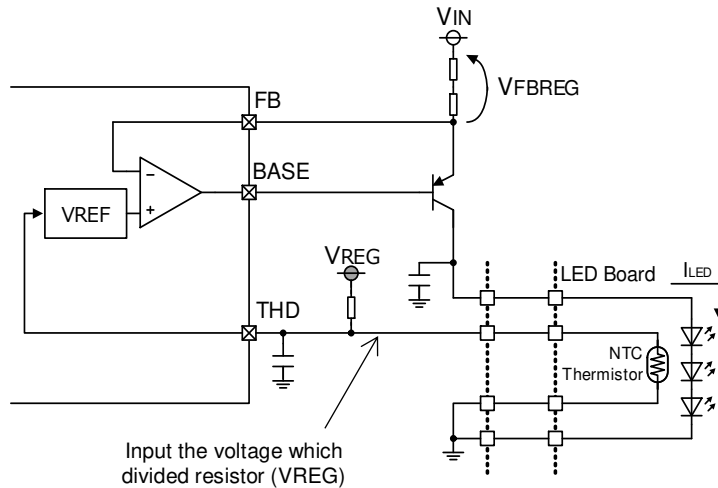 VIN
FB
VFBREG
BASE
−
+
VREF
VREG
LED Board
ILED
THD
NTC
Thermistor
Input the voltage which
divided resistor (VREG)